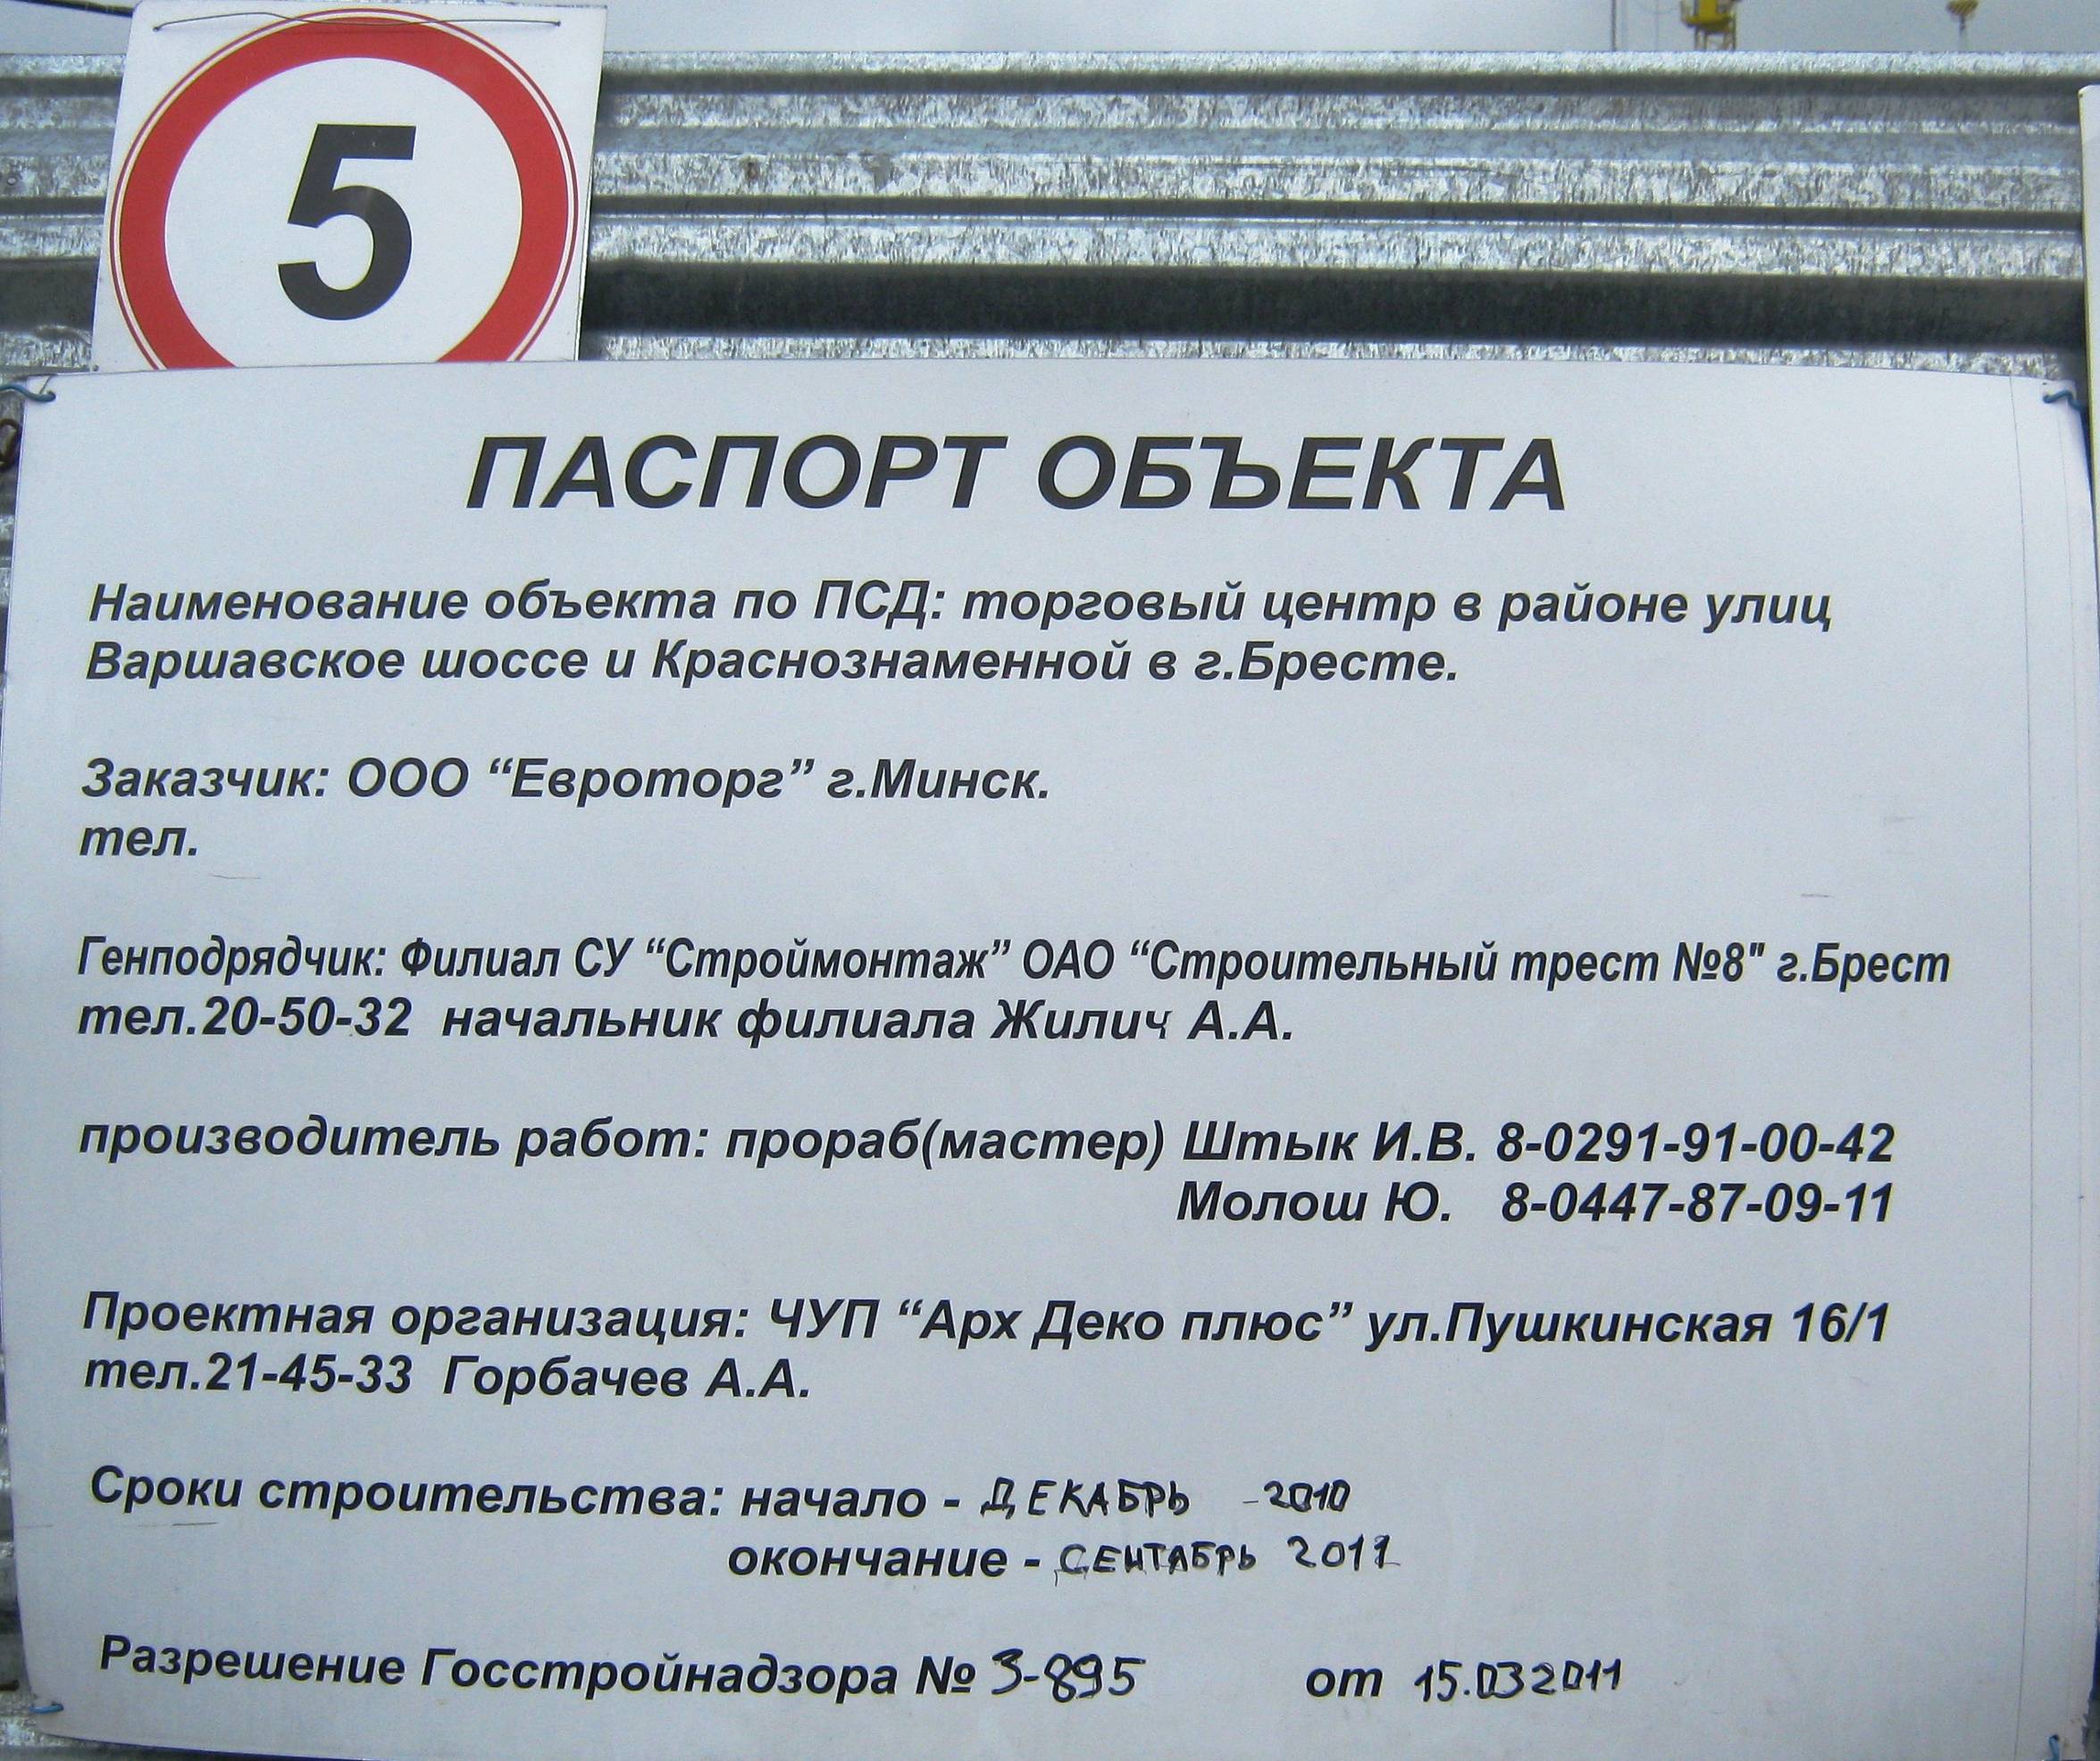 5
ПАСПОРТ ОБЪЕКТА
Наименование объекта по ПСД: торговый центр в районе улиц
Варшавское шоссе и Краснознаменной в г.Бресте.
Заказчик: ООО “Евроторг” г.Минск.
тел.
Генподрядчик: Филиал СУ “Строймонтаж” ОАО “Строительный трест №8" г.Брест
тел.20-50-32 начальник филиала Жилич А.А.
производитель работ: прораб(мастер) Штык И.В. 8-0291-91-00-42
Молош Ю. 8-0447-87-09-11
Проектная организация: ЧУП “Арх Деко плюс” ул.Пушкинская 16/1
тел.21-45-33 Горбачев А.А.
Сроки строительства: начало - ДЕКАБРЬ -2010
окончание - СЕНТАБРЬ 2011
Разрешение Госстройнадзора № 3-895 от 15.032011